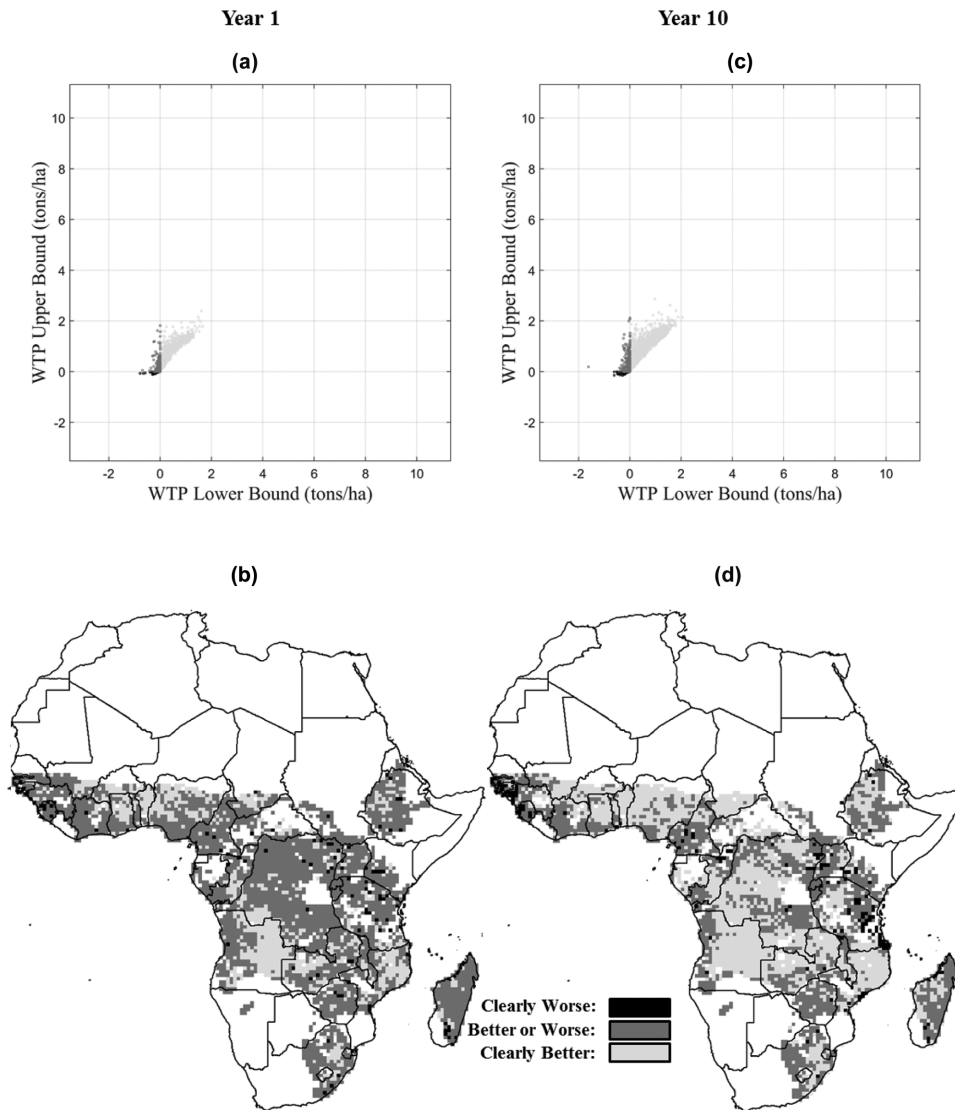 Year 1
Year 10
(a)
(c)
WTP Upper Bound (tons/ha)
10
8
6
4
2
0
-2
-2 0 2 4 6 8 10
WTP Lower Bound (tons/ha)
WTP Upper Bound (tons/ha)
10
8
6
4
2
0
-2
-2 0 2 4 6 8 10
WTP Lower Bound (tons/ha)
(b)
(d)
Clearly Worse:
Better or Worse:
Clearly Better: